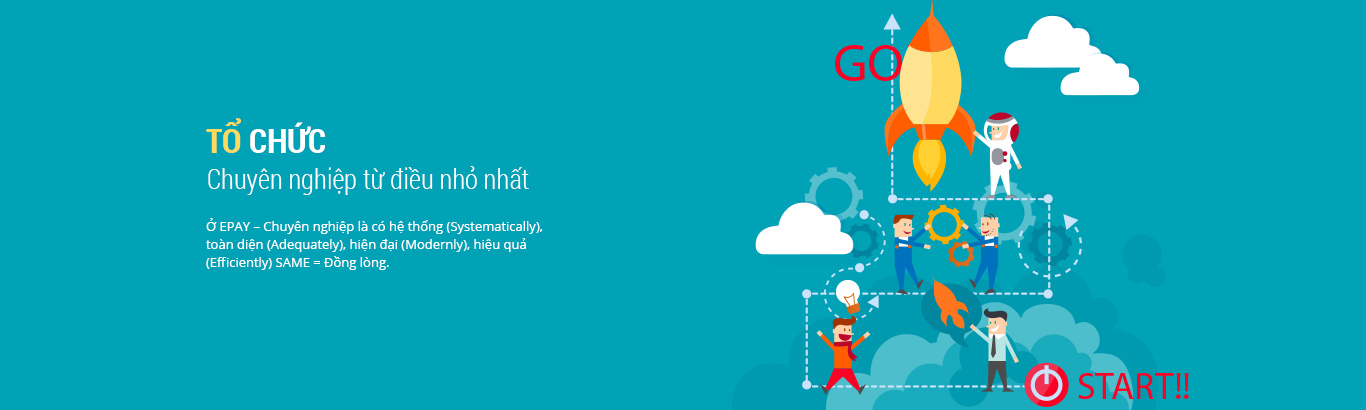 TỔ CHỨC
Chuyên nghiệp từ điều nhỏ nhất
Ở EPAY – Chuyên nghiệp là có hệ thống (Systematically),
toàn diện (Adequately), hiện đại (Modernly), hiệu quả
(Efficiently) SAME = Đồng lòng.
GO
START!!